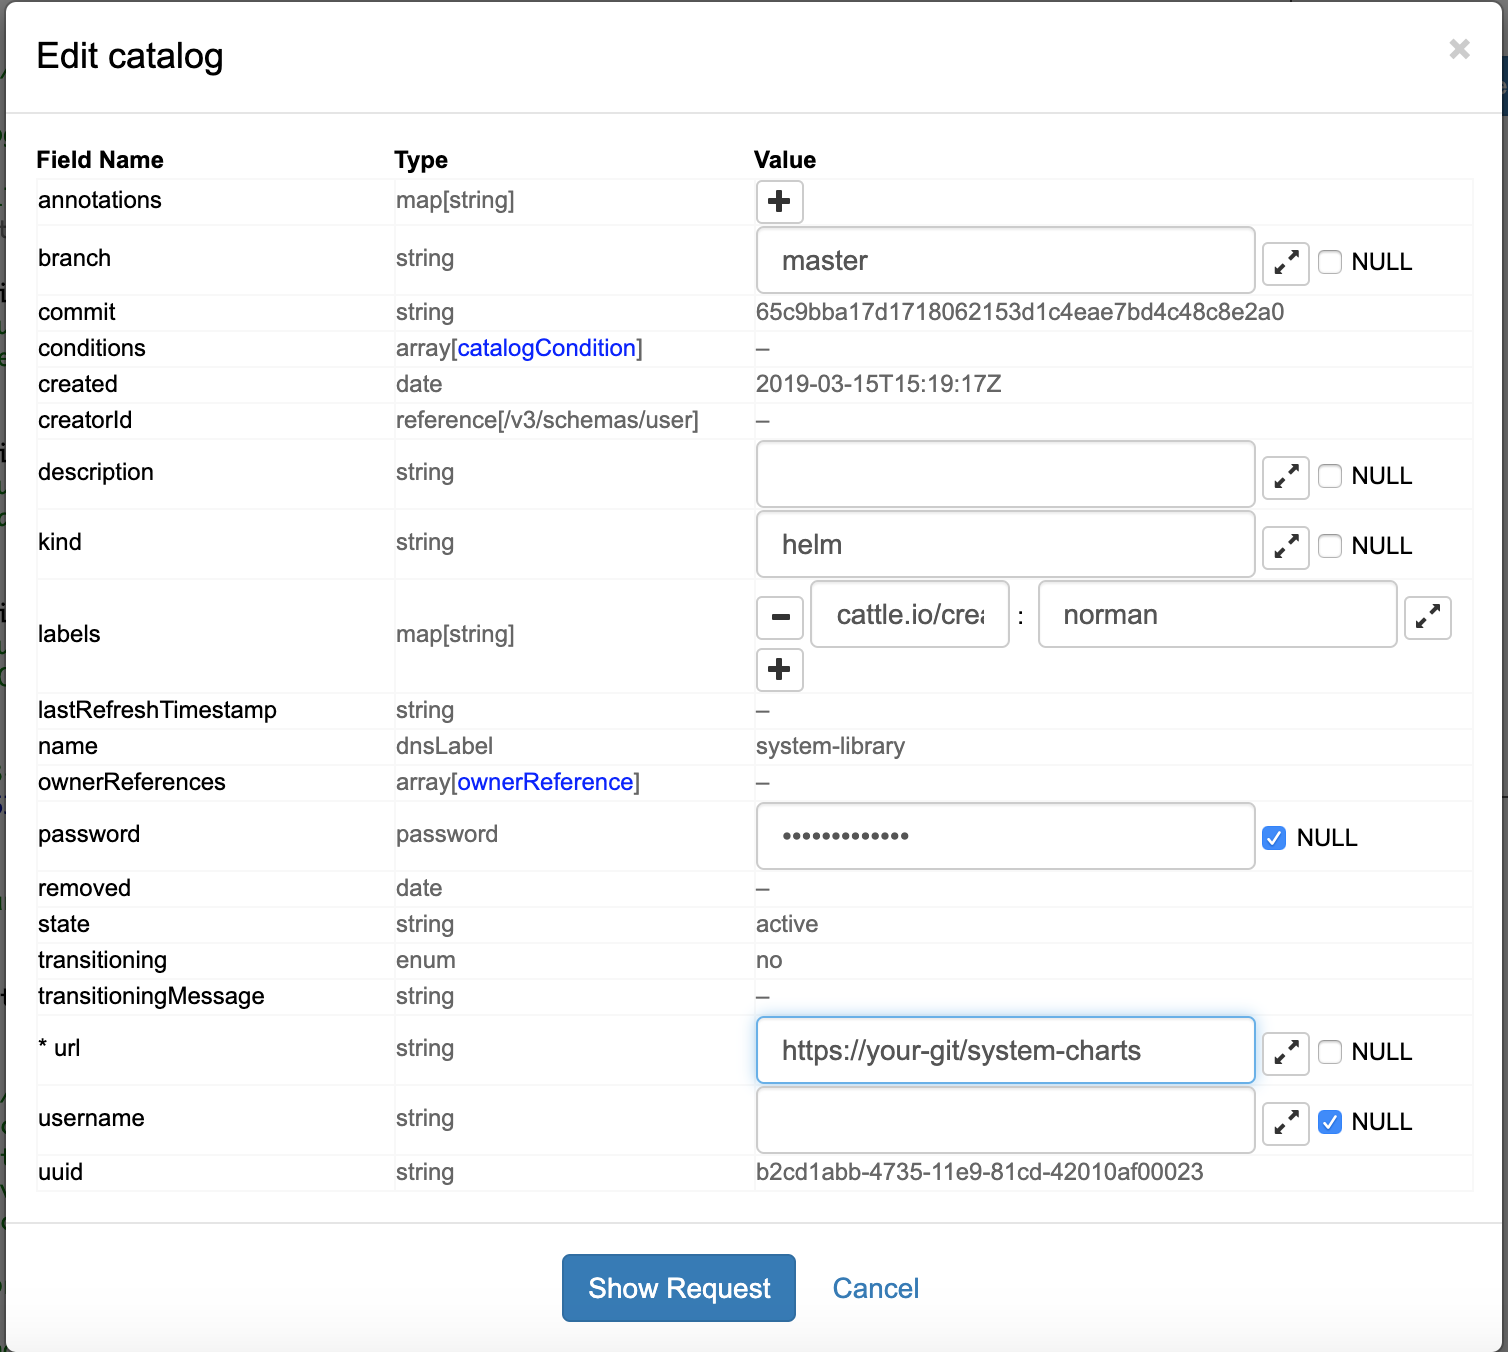 Edit catalog
Field Name Type Value
annotations map[string]
branch string master NULL
commit string 65c9bba17d1718062153d1c4eae7bd4c48c8e2a0
conditions array[catalogCondition] –
created date 2019-03-15T15:19:17Z
creatorId reference[/v3/schemas/user] –
description string NULL
kind string helm NULL
labels map[string] cattle.io/crea : norman
lastRefreshTimestamp string –
name dnsLabel system-library
ownerReferences array[ownerReference] –
password password ••••••••••••• NULL
removed date –
state string active
transitioning enum no
transitioningMessage string –
* url string https://your-git/system-charts NULL
username string NULL
uuid string b2cd1abb-4735-11e9-81cd-42010af00023
Show Request Cancel